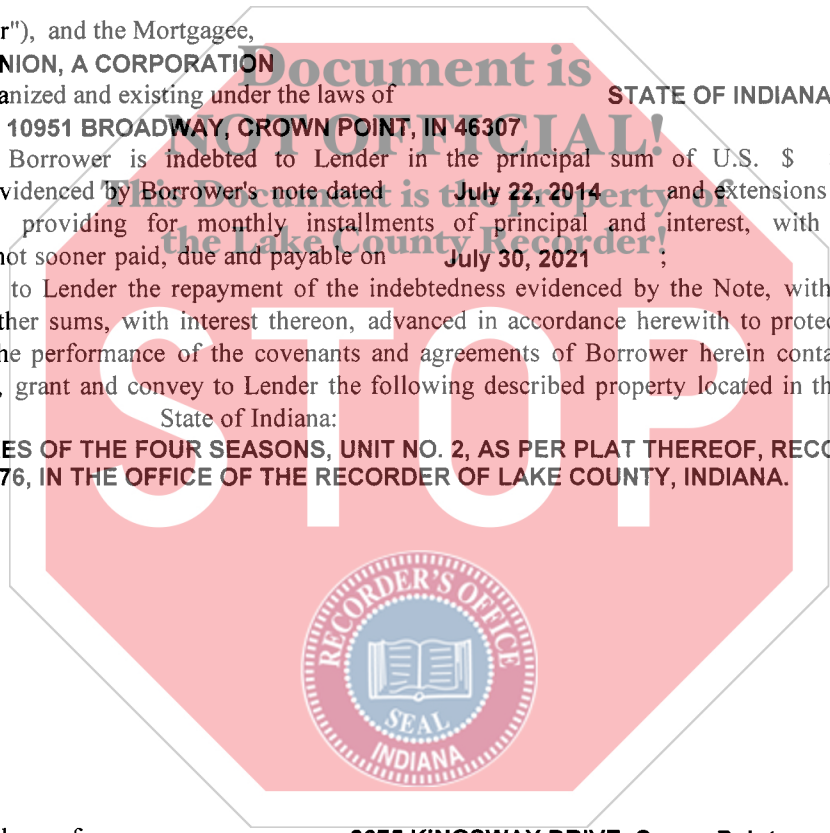 r"), and the Mortgagee,
NION, A CORPORATION
Document is
anized and existing under the laws of STATE OF INDIANA
10951 BROADWAY, CROWN POINT, IN 46307
NOT OFFICIAL!
Borrower is indebted to Lender in the principal sum of U.S. $
videnced by Borrower's note dated July 22, 2014 and extensions
This Document is the property of
providing for monthly installments of principal and interest, with
the Lake County Recorder!
not sooner paid, due and payable on July 30, 2021 ;
to Lender the repayment of the indebtedness evidenced by the Note, with
ther sums, with interest thereon, advanced in accordance herewith to protec
he performance of the covenants and agreements of Borrower herein conta
, grant and convey to Lender the following described property located in th
State of Indiana:
ES OF THE FOUR SEASONS, UNIT NO. 2, AS PER PLAT THEREOF, RECO
76, IN THE OFFICE OF THE RECORDER OF LAKE COUNTY, INDIANA.
STOP
RECORDER'S OFFICE
SEAL
INDIANA